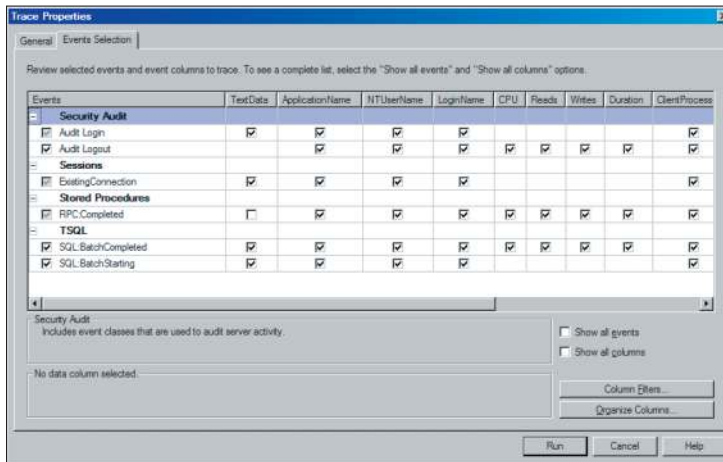 Trace Properties
General Events Selection
Review selected events and event columns to trace. To see a complete list, select the "Show all events" and "Show all columns" options.
Events TextData ApplicationName NTUserName LoginName CPU Reads Writes Duration ClientProcess
Security Audit
Audit Login
Audit Logout
Sessions
ExistingConnection
Stored Procedures
RPC:Completed
TSQL
SQL:BatchCompleted
SQL:BatchStarting
Security Audit
Includes event classes that are used to audit server activity.
Show all events
Show all columns
No data column selected.
Column Filters...
Organize Columns...
Run Cancel Help